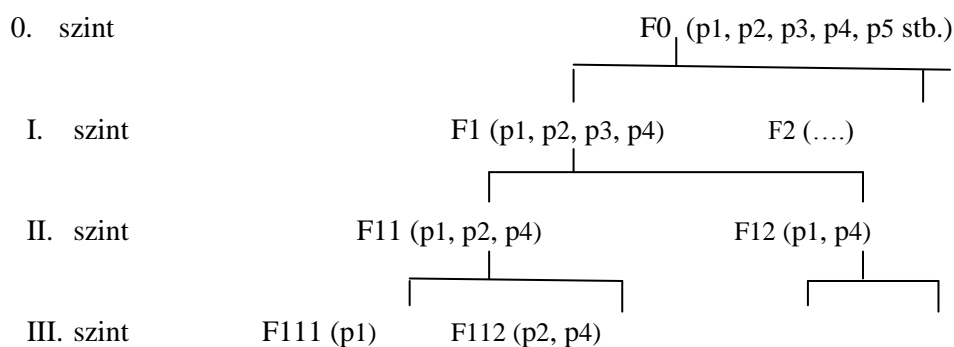 0. szint F0 (p1, p2, p3, p4, p5 stb.)
I. szint F1 (p1, p2, p3, p4) F2 (….)
II. szint F11 (p1, p2, p4) F12 (p1, p4)
III. szint F111 (p1) F112 (p2, p4)